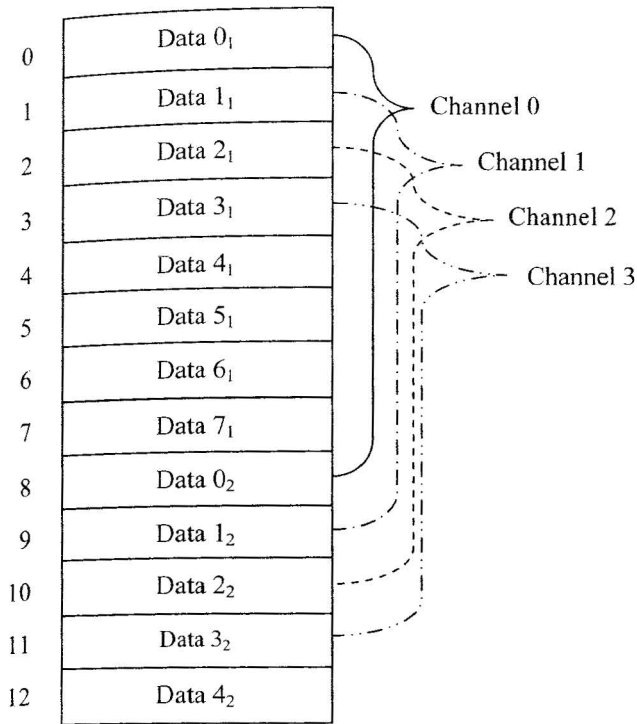 0 Data 0₁
1 Data 1₁ Channel 0
2 Data 2₁ Channel 1
3 Data 3₁ Channel 2
4 Data 4₁ Channel 3
5 Data 5₁
6 Data 6₁
7 Data 7₁
8 Data 0₂
9 Data 1₂
10 Data 2₂
11 Data 3₂
12 Data 4₂